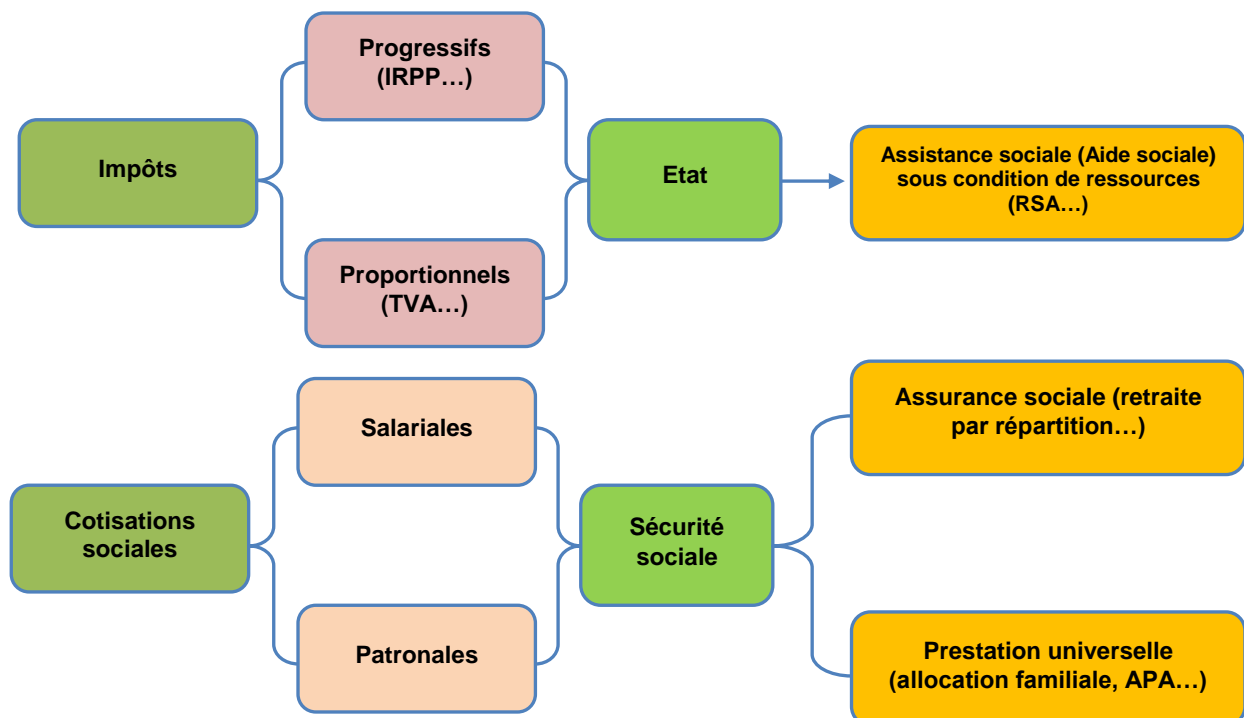 Progressifs
(IRPP…)
Impôts
Etat
Assistance sociale (Aide sociale)
sous condition de ressources
(RSA…)
Proportionnels
(TVA…)
Salariales
Assurance sociale (retraite
par répartition…)
Cotisations
sociales
Sécurité
sociale
Patronales
Prestation universelle
(allocation familiale, APA…)